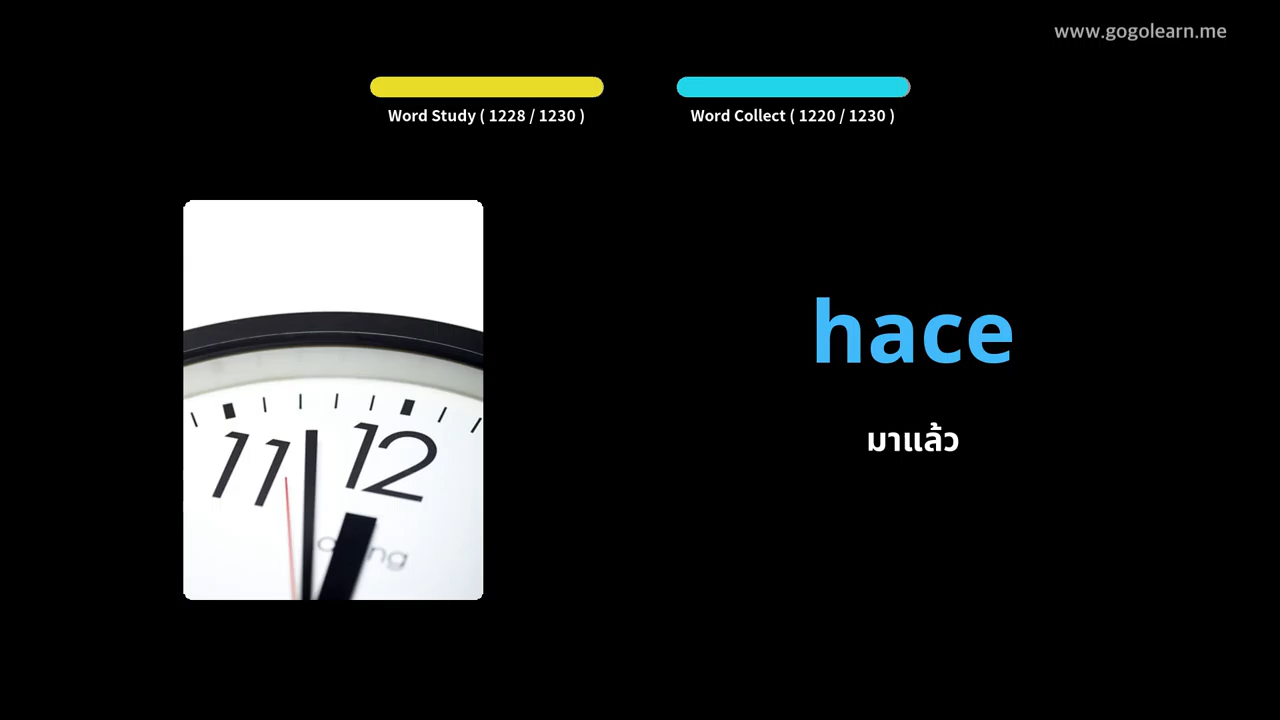 www.gogolearn.me
Word Study ( 1228 / 1230 )
Word Collect ( 1220 / 1230 )
hace
มาแล้ว
11
12